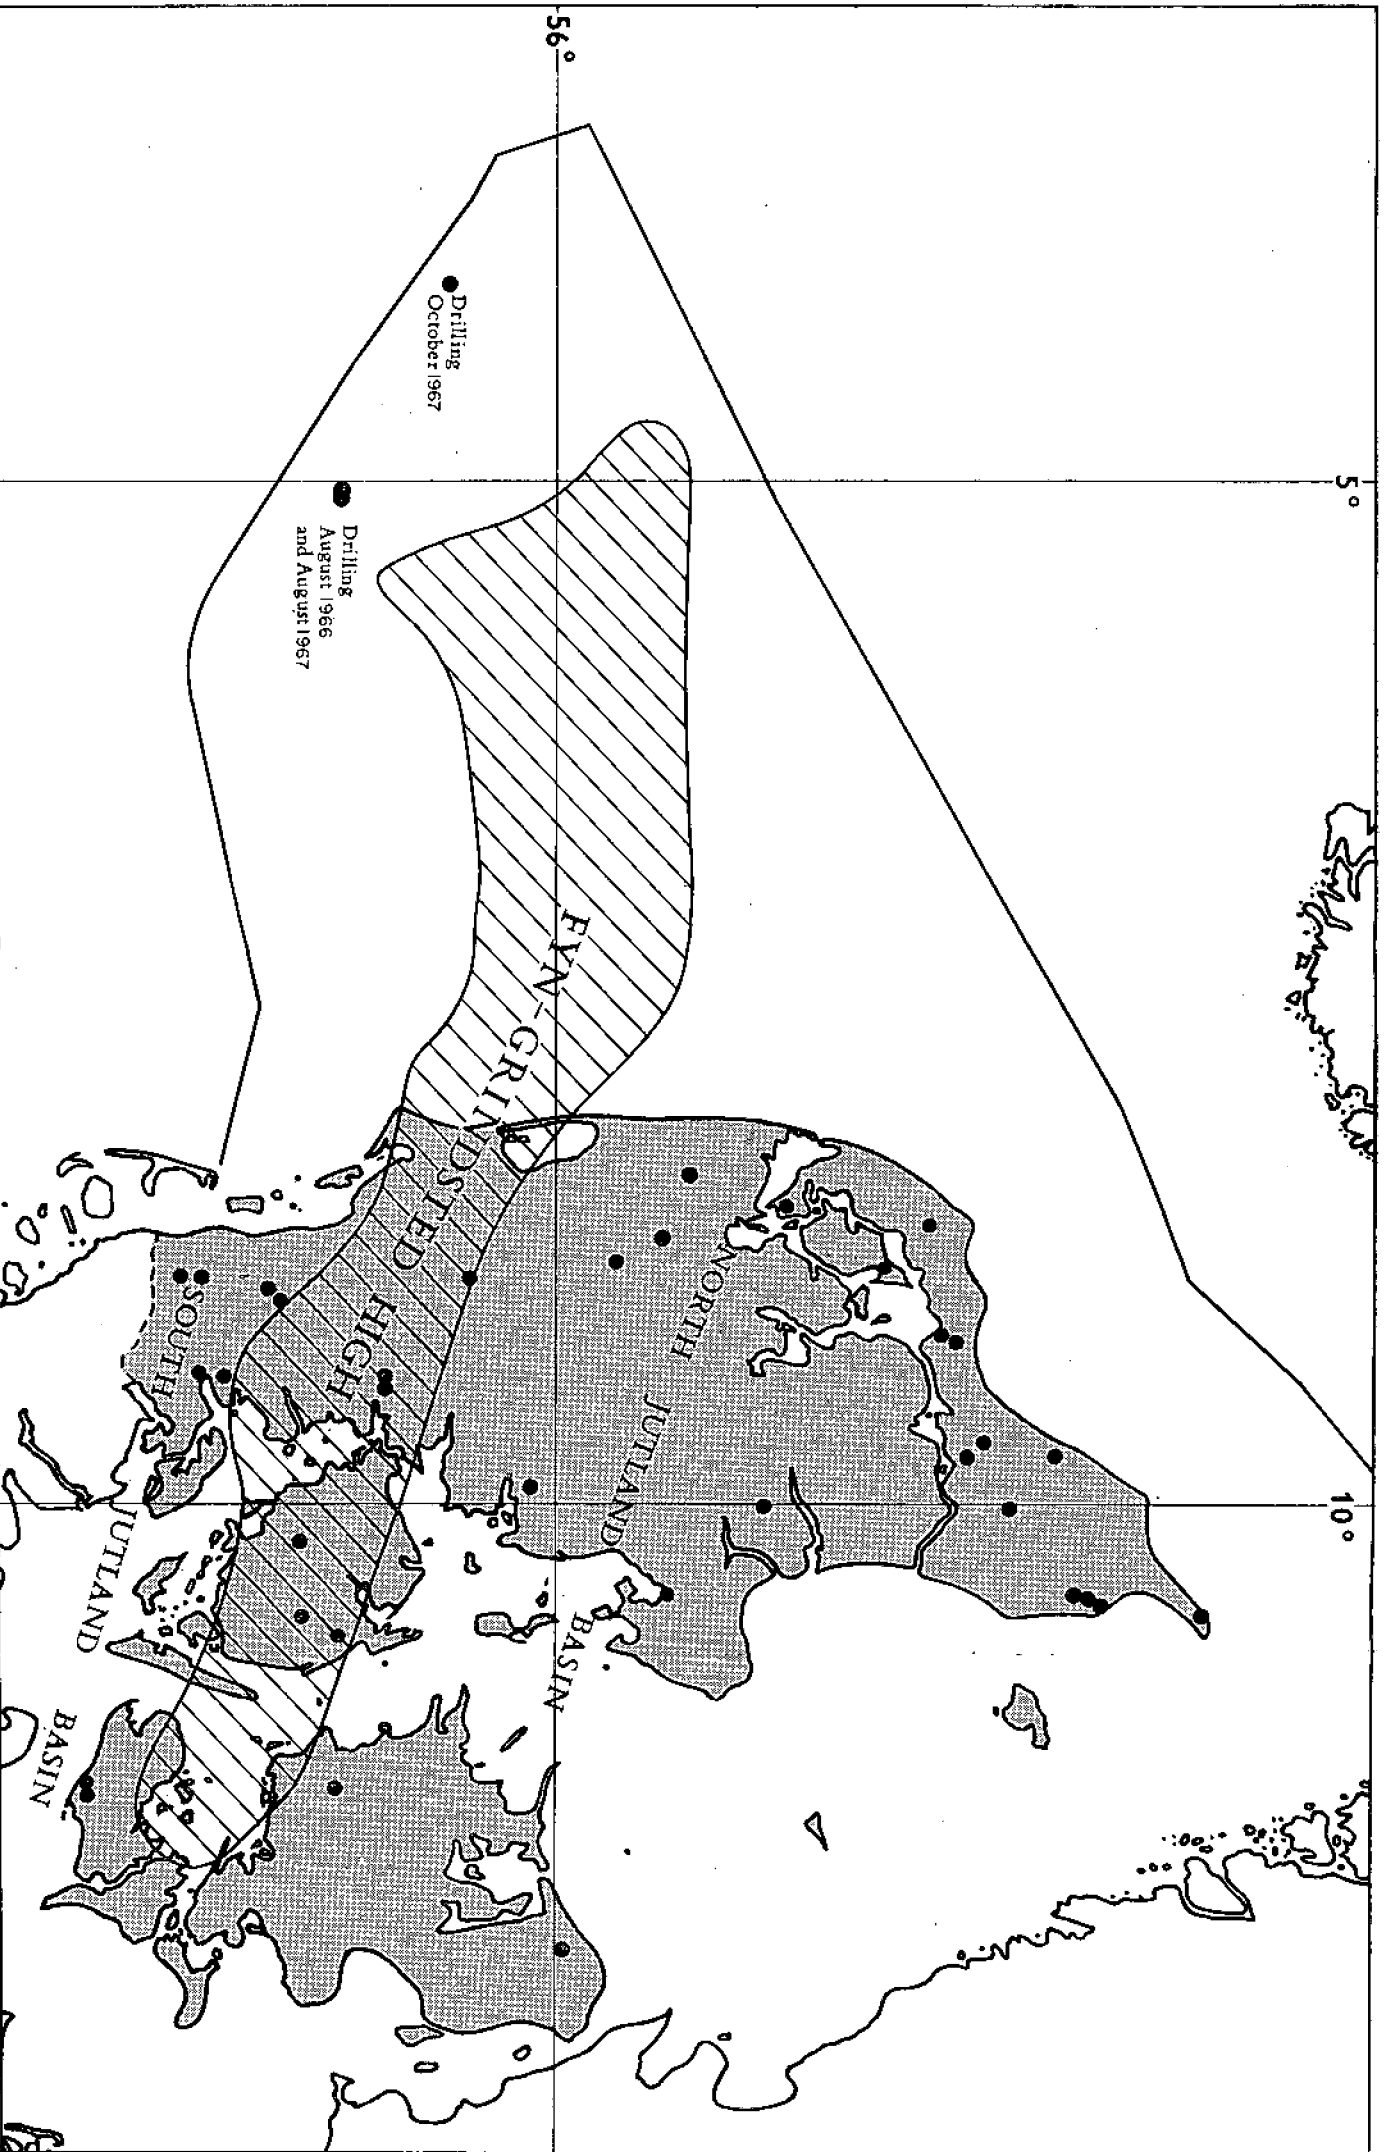 56°
5°
10°
Drilling
October 1967
Drilling
August 1966
and August 1967
FYN-GRINDSTED HIGH
NORTH JUTLAND BASIN
SOUTH JUTLAND BASIN